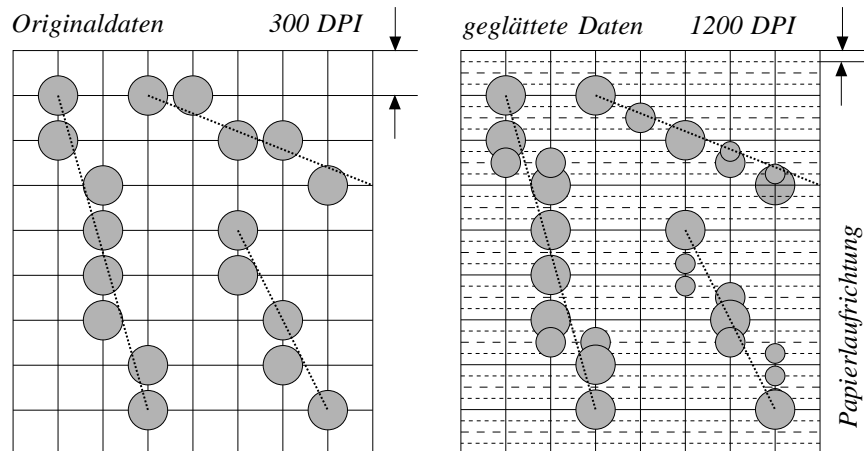 Originaldaten 300 DPI
geglättete Daten 1200 DPI
Papierlaufrichtung